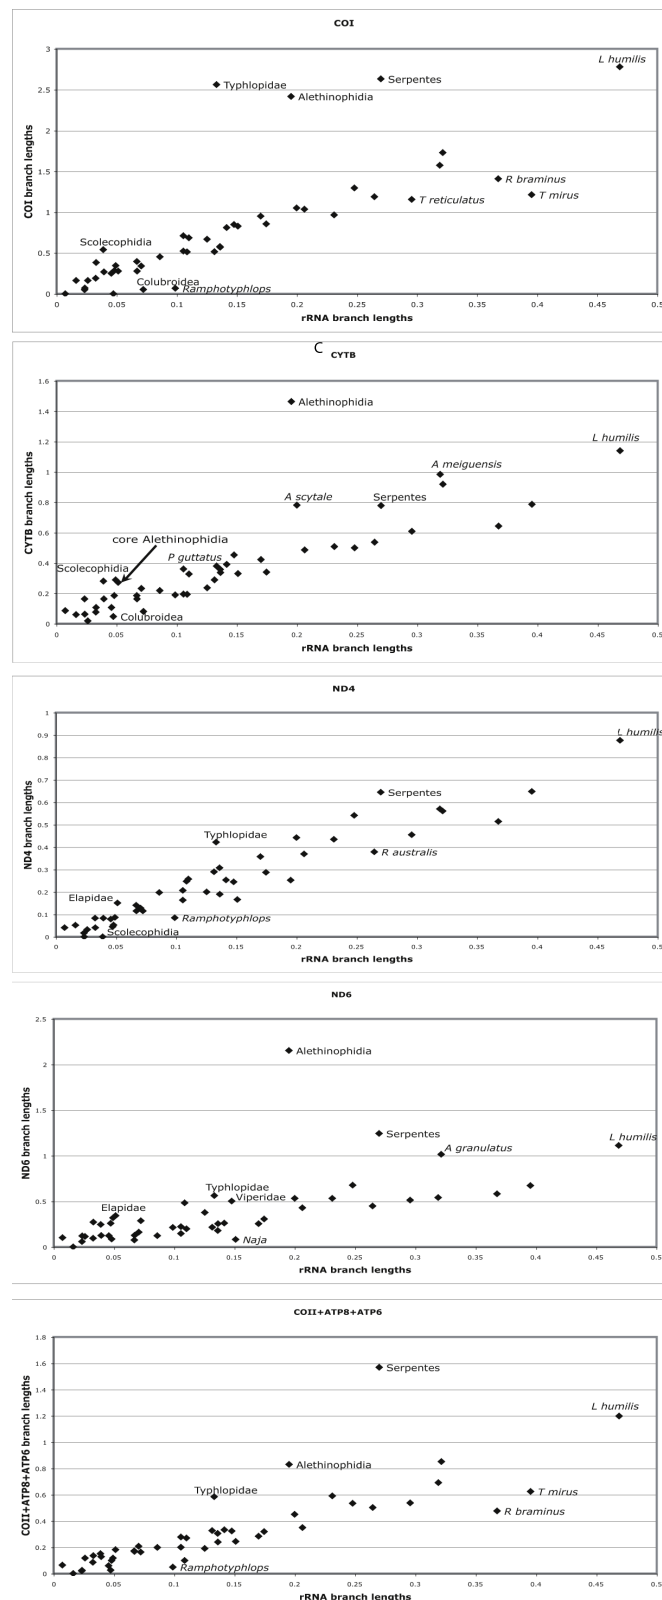 COI
3
2.5
2
1.5
1
0.5
0
COI branch lengths
L humilis
Serpentes
Typhlopidae
Alethinophidia
R braminus
T reticulatus
T mirus
Scolecophidia
Colubroidea
Ramphotyphlops
0 0.05 0.1 0.15 0.2 0.25 0.3 0.35 0.4 0.45 0.5
rRNA branch lengths
C CYTB
1.6
1.4
1.2
1
0.8
0.6
0.4
0.2
0
CYTB branch lengths
Alethinophidia
L humilis
A meiguensis
A scytale
Serpentes
core Alethinophidia
P guttatus
Scolecophidia
Colubroidea
0 0.05 0.1 0.15 0.2 0.25 0.3 0.35 0.4 0.45 0.5
rRNA branch lengths
ND4
1
0.9
0.8
0.7
0.6
0.5
0.4
0.3
0.2
0.1
0
ND4 branch lengths
L humilis
Serpentes
Typhlopidae
R australis
Elapidae
Ramphotyphlops
Scolecophidia
0 0.05 0.1 0.15 0.2 0.25 0.3 0.35 0.4 0.45 0.5
rRNA branch lengths
ND6
2.5
2
1.5
1
0.5
0
ND6 branch lengths
Alethinophidia
Serpentes
L humilis
A granulatus
Typhlopidae
Viperidae
Elapidae
Naja
0 0.05 0.1 0.15 0.2 0.25 0.3 0.35 0.4 0.45 0.5
rRNA branch lengths
COII+ATP8+ATP6
1.8
1.6
1.4
1.2
1
0.8
0.6
0.4
0.2
0
COII+ATP8+ATP6 branch lengths
Serpentes
L humilis
Alethinophidia
Typhlopidae
T mirus
R braminus
Ramphotyphlops
0 0.05 0.1 0.15 0.2 0.25 0.3 0.35 0.4 0.45 0.5
rRNA branch lengths